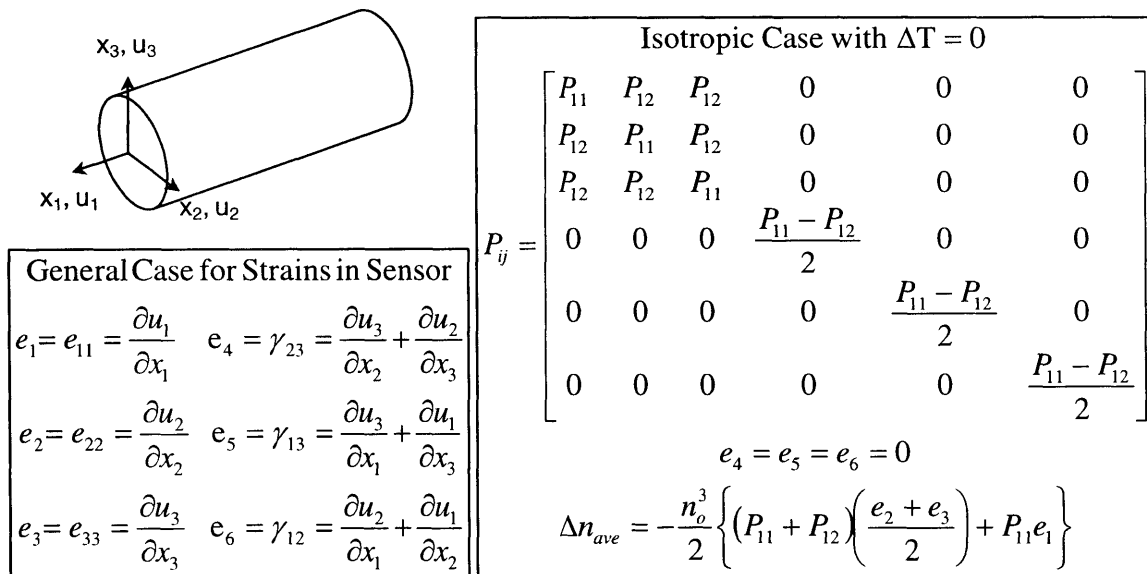 x₃, u₃
x₁, u₁
x₂, u₂
General Case for Strains in Sensor
e₁= e₁₁ = ∂u₁/∂x₁ e₄ = γ₂₃ = ∂u₃/∂x₂ + ∂u₂/∂x₃
e₂= e₂₂ = ∂u₂/∂x₂ e₅ = γ₁₃ = ∂u₃/∂x₁ + ∂u₁/∂x₃
e₃= e₃₃ = ∂u₃/∂x₃ e₆ = γ₁₂ = ∂u₂/∂x₁ + ∂u₁/∂x₂
Isotropic Case with ΔT = 0
P₁₁ P₁₂ P₁₂ 0 0 0
P₁₂ P₁₁ P₁₂ 0 0 0
P₁₂ P₁₂ P₁₁ 0 0 0
Pᵢⱼ = 0 0 0 (P₁₁ − P₁₂)/2 0 0
0 0 0 0 (P₁₁ − P₁₂)/2 0
0 0 0 0 0 (P₁₁ − P₁₂)/2
e₄ = e₅ = e₆ = 0
Δn_ave = −n_o³/2 {(P₁₁ + P₁₂)((e₂ + e₃)/2) + P₁₁e₁}